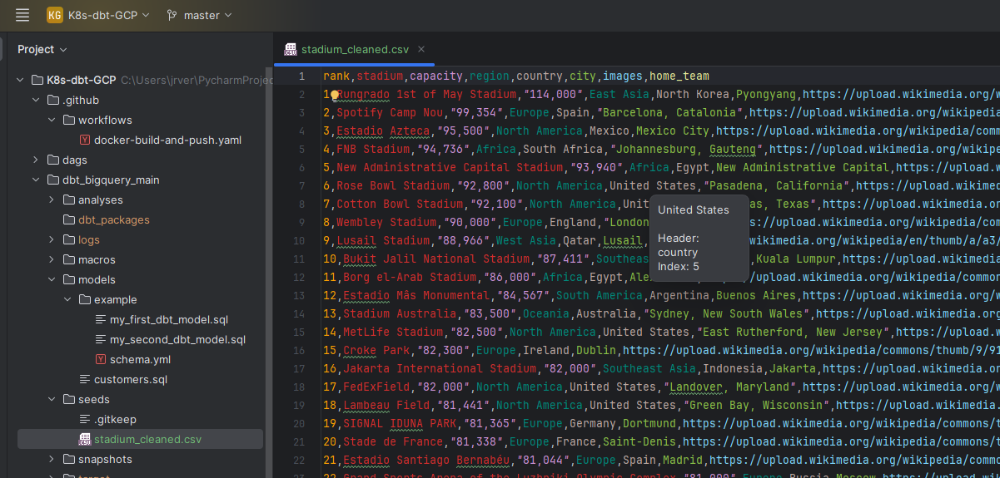 KG K8s-dbt-GCP master
Project
K8s-dbt-GCP C:\Users\jrver\PycharmProjec
.github
workflows
docker-build-and-push.yaml
dags
dbt_bigquery_main
analyses
dbt_packages
logs
macros
models
example
my_first_dbt_model.sql
my_second_dbt_model.sql
schema.yml
customers.sql
seeds
.gitkeep
stadium_cleaned.csv
snapshots
target
stadium_cleaned.csv
1 rank,stadium,capacity,region,country,city,images,home_team
2 1,Rungrado 1st of May Stadium,"114,000",East Asia,North Korea,Pyongyang,https://upload.wikimedia.org/w
3 2,Spotify Camp Nou,"99,354",Europe,Spain,"Barcelona, Catalonia",https://upload.wikimedia.org/wikipedia
4 3,Estadio Azteca,"95,500",North America,Mexico,Mexico City,https://upload.wikimedia.org/wikipedia/comm
5 4,FNB Stadium,"94,736",Africa,South Africa,"Johannesburg, Gauteng",https://upload.wikimedia.org/wikipe
6 5,New Administrative Capital Stadium,"93,940",Africa,Egypt,New Administrative Capital,https://upload.w
7 6,Rose Bowl Stadium,"92,800",North America,United States,"Pasadena, California",https://upload.wikimed
8 7,Cotton Bowl Stadium,"92,100",North America,Unit as, Texas",https://upload.wikimedi
9 8,Wembley Stadium,"90,000",Europe,England,"London s://upload.wikimedia.org/wikipedia/com
10 9,Lusail Stadium,"88,966",West Asia,Qatar,Lusail, wikimedia.org/wikipedia/en/thumb/a/a3/
11 10,Bukit Jalil National Stadium,"87,411",Southeas ,Kuala Lumpur,https://upload.wikimedi
12 11,Borg el-Arab Stadium,"86,000",Africa,Egypt,Ale /upload.wikimedia.org/wikipedia/common
13 12,Estadio Mâs Monumental,"84,567",South America,Argentina,Buenos Aires,https://upload.wikimedia.org
14 13,Stadium Australia,"83,500",Oceania,Australia,"Sydney, New South Wales",https://upload.wikimedia.org
15 14,MetLife Stadium,"82,500",North America,United States,"East Rutherford, New Jersey",https://upload.w
16 15,Croke Park,"82,300",Europe,Ireland,Dublin,https://upload.wikimedia.org/wikipedia/commons/thumb/9/91
17 16,Jakarta International Stadium,"82,000",Southeast Asia,Indonesia,Jakarta,https://upload.wikimedia.o
18 17,FedExField,"82,000",North America,United States,"Landover, Maryland",https://upload.wikimedia.org/w
19 18,Lambeau Field,"81,441",North America,United States,"Green Bay, Wisconsin",https://upload.wikimedia.
20 19,SIGNAL IDUNA PARK,"81,365",Europe,Germany,Dortmund,https://upload.wikimedia.org/wikipedia/commons/t
21 20,Stade de France,"81,338",Europe,France,Saint-Denis,https://upload.wikimedia.org/wikipedia/commons/t
22 21,Estadio Santiago Bernabéu,"81,044",Europe,Spain,Madrid,https://upload.wikimedia.org/wikipedia/comm
23 22,Grand Sports Arena of the Luzhniki Olympic Complex,"81,000",Europe,Russia,Moscow,https://upload.wi
United States
Header:
country
Index: 5